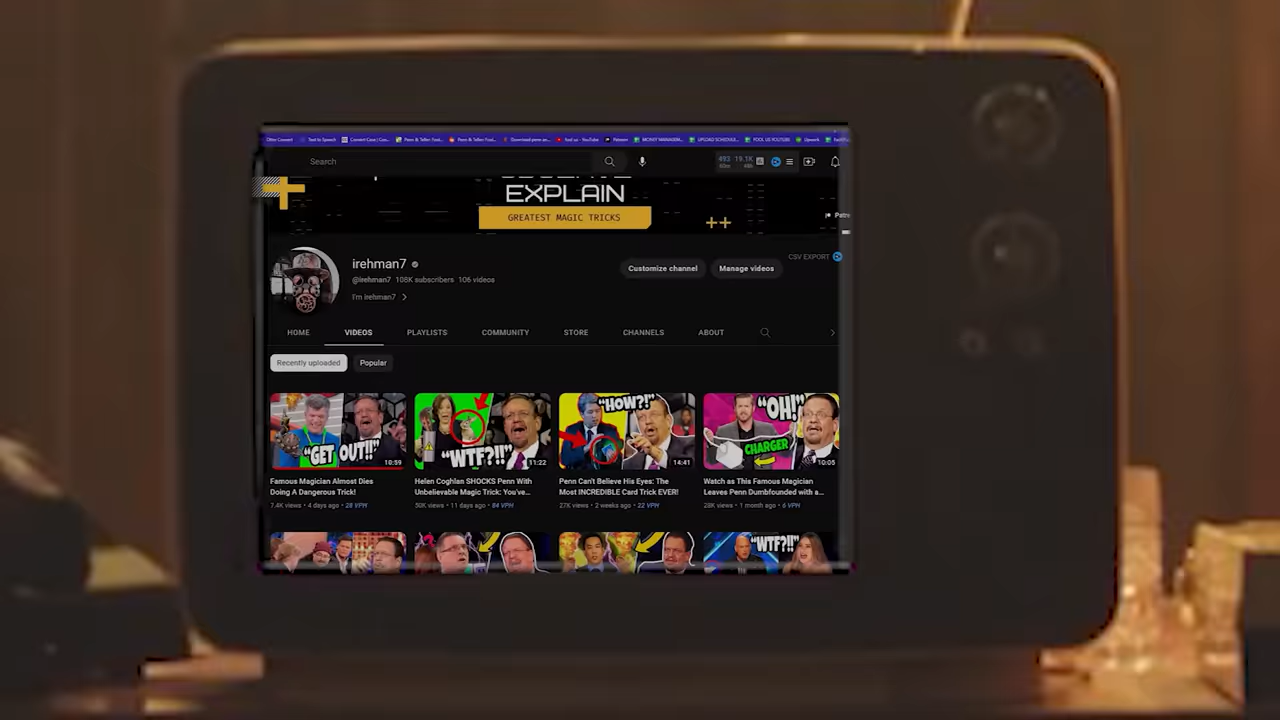 Search
493 19.1K
60m 48h
EXPLAIN
GREATEST MAGIC TRICKS
irehman7
CSV EXPORT
Customize channel
Manage videos
@irehman7 108K subscribers 106 videos
I'm irehman7
HOME VIDEOS PLAYLISTS COMMUNITY STORE CHANNELS ABOUT
Recently uploaded Popular
"GET OUT!!"
10:59
"WTF?!!"
11:22
"HOW?!"
14:41
"OH!"
CHARGER
10:05
Famous Magician Almost Dies
Doing A Dangerous Trick!
7.4K views • 4 days ago • 28 VPH
Helen Coghlan SHOCKS Penn With
Unbelievable Magic Trick: You've...
50K views • 11 days ago • 84 VPH
Penn Can't Believe His Eyes: The
Most INCREDIBLE Card Trick EVER!
27K views • 2 weeks ago • 22 VPH
Watch as This Famous Magician
Leaves Penn Dumbfounded with a...
28K views • 1 month ago • 6 VPH
"WTF?!!"